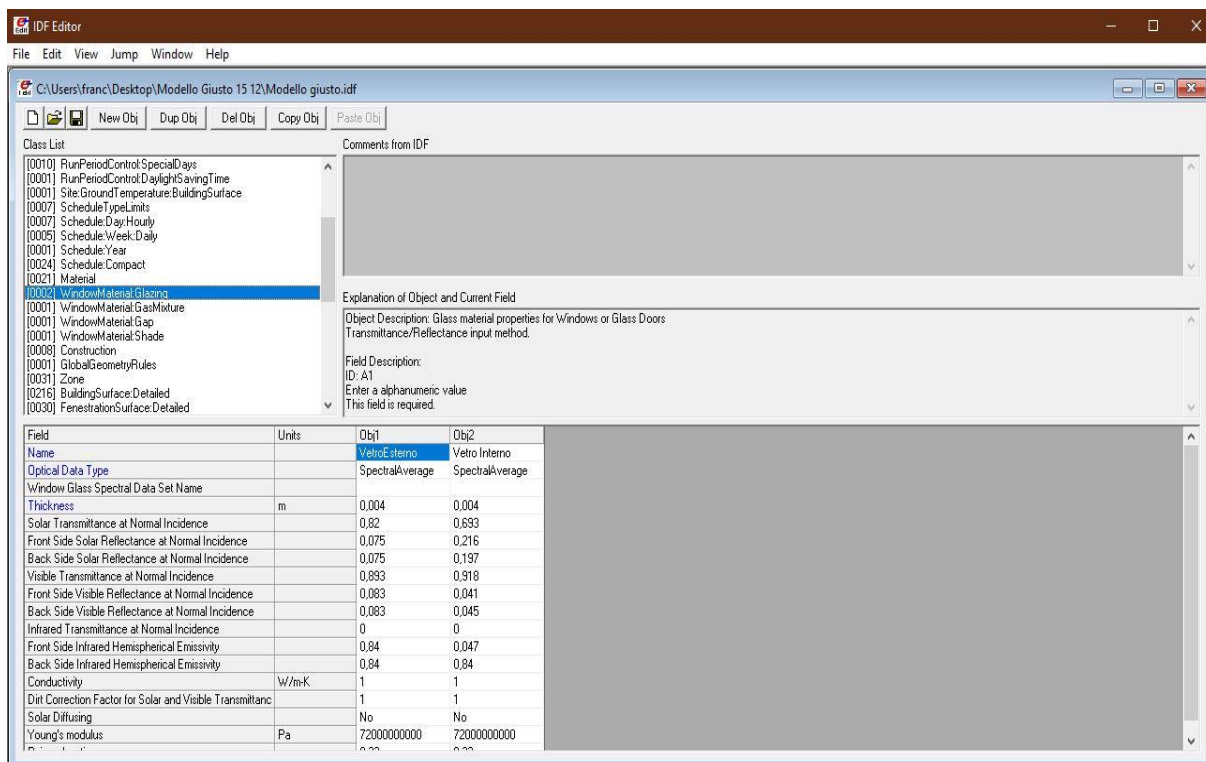 IDF Editor
File Edit View Jump Window Help
C:\Users\franc\Desktop\Modello Giusto 15 12\Modello giusto.idf
New Obj Dup Obj Del Obj Copy Obj Paste Obj
Class List Comments from IDF
[0010] RunPeriodControl:SpecialDays
[0001] RunPeriodControl:DaylightSavingTime
[0001] Site:GroundTemperature:BuildingSurface
[0007] ScheduleTypeLimits
[0007] Schedule:Day:Hourly
[0005] Schedule:Week:Daily
[0001] Schedule:Year
[0024] Schedule:Compact
[0021] Material
[0002] WindowMaterial:Glazing
[0001] WindowMaterial:GasMixture
[0001] WindowMaterial:Gap
[0001] WindowMaterial:Shade
[0008] Construction
[0001] GlobalGeometryRules
[0031] Zone
[0216] BuildingSurface:Detailed
[0030] FenestrationSurface:Detailed
Explanation of Object and Current Field
Object Description: Glass material properties for Windows or Glass Doors
Transmittance/Reflectance input method.
Field Description:
ID: A1
Enter a alphanumeric value
This field is required.
Field Units Obj1 Obj2
Name VetroEsterno Vetro Interno
Optical Data Type SpectralAverage SpectralAverage
Window Glass Spectral Data Set Name
Thickness m 0,004 0,004
Solar Transmittance at Normal Incidence 0,82 0,693
Front Side Solar Reflectance at Normal Incidence 0,075 0,216
Back Side Solar Reflectance at Normal Incidence 0,075 0,197
Visible Transmittance at Normal Incidence 0,893 0,918
Front Side Visible Reflectance at Normal Incidence 0,083 0,041
Back Side Visible Reflectance at Normal Incidence 0,083 0,045
Infrared Transmittance at Normal Incidence 0 0
Front Side Infrared Hemispherical Emissivity 0,84 0,047
Back Side Infrared Hemispherical Emissivity 0,84 0,84
Conductivity W/m-K 1 1
Dirt Correction Factor for Solar and Visible Transmittanc 1 1
Solar Diffusing No No
Young's modulus Pa 72000000000 72000000000